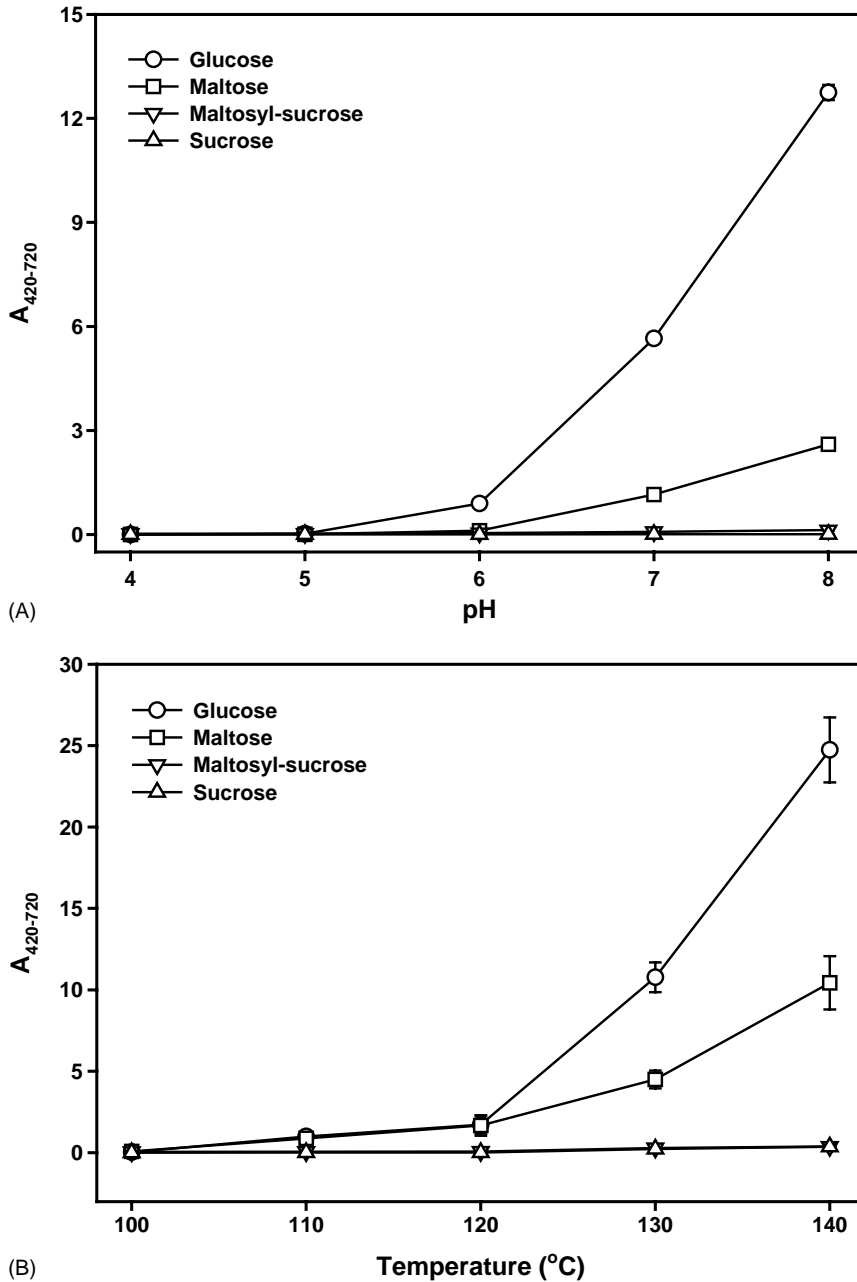 15
Glucose
Maltose
Maltosyl-sucrose
Sucrose
12
9
6
3
0
A420-720
4 5 6 7 8
(A)
pH
30
Glucose
Maltose
Maltosyl-sucrose
Sucrose
25
20
15
10
5
0
A420-720
100 110 120 130 140
(B)
Temperature (oC)